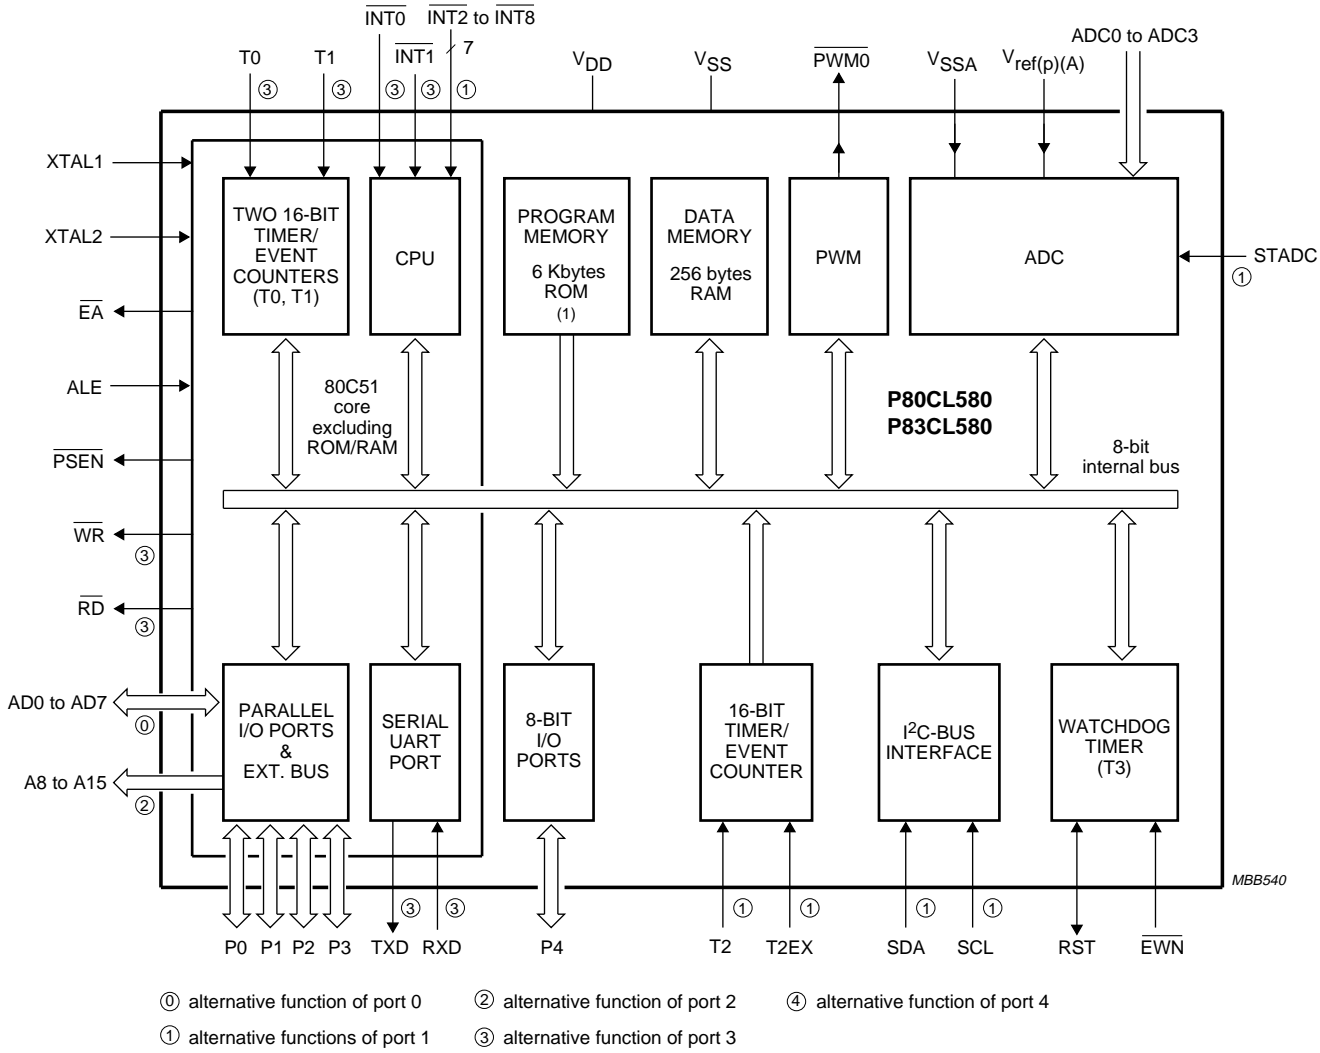 INT0
INT2 to INT8
T0
T1
INT1
7
VDD
VSS
PWM0
VSSA
Vref(p)(A)
ADC0 to ADC3
3
3
3
3
1
XTAL1
XTAL2
EA
ALE
PSEN
WR
3
RD
3
AD0 to AD7
0
A8 to A15
2
TWO 16-BIT
TIMER/
EVENT
COUNTERS
(T0, T1)
CPU
PROGRAM
MEMORY
6 Kbytes
ROM
(1)
DATA
MEMORY
256 bytes
RAM
PWM
ADC
STADC
1
80C51
core
excluding
ROM/RAM
P80CL580
P83CL580
8-bit
internal bus
PARALLEL
I/O PORTS
&
EXT. BUS
SERIAL
UART
PORT
8-BIT
I/O
PORTS
16-BIT
TIMER/
EVENT
COUNTER
I2C-BUS
INTERFACE
WATCHDOG
TIMER
(T3)
MBB540
3
3
1
1
1
1
P0
P1
P2
P3
TXD
RXD
P4
T2
T2EX
SDA
SCL
RST
EWN
0 alternative function of port 0
2 alternative function of port 2
4 alternative function of port 4
1 alternative functions of port 1
3 alternative function of port 3